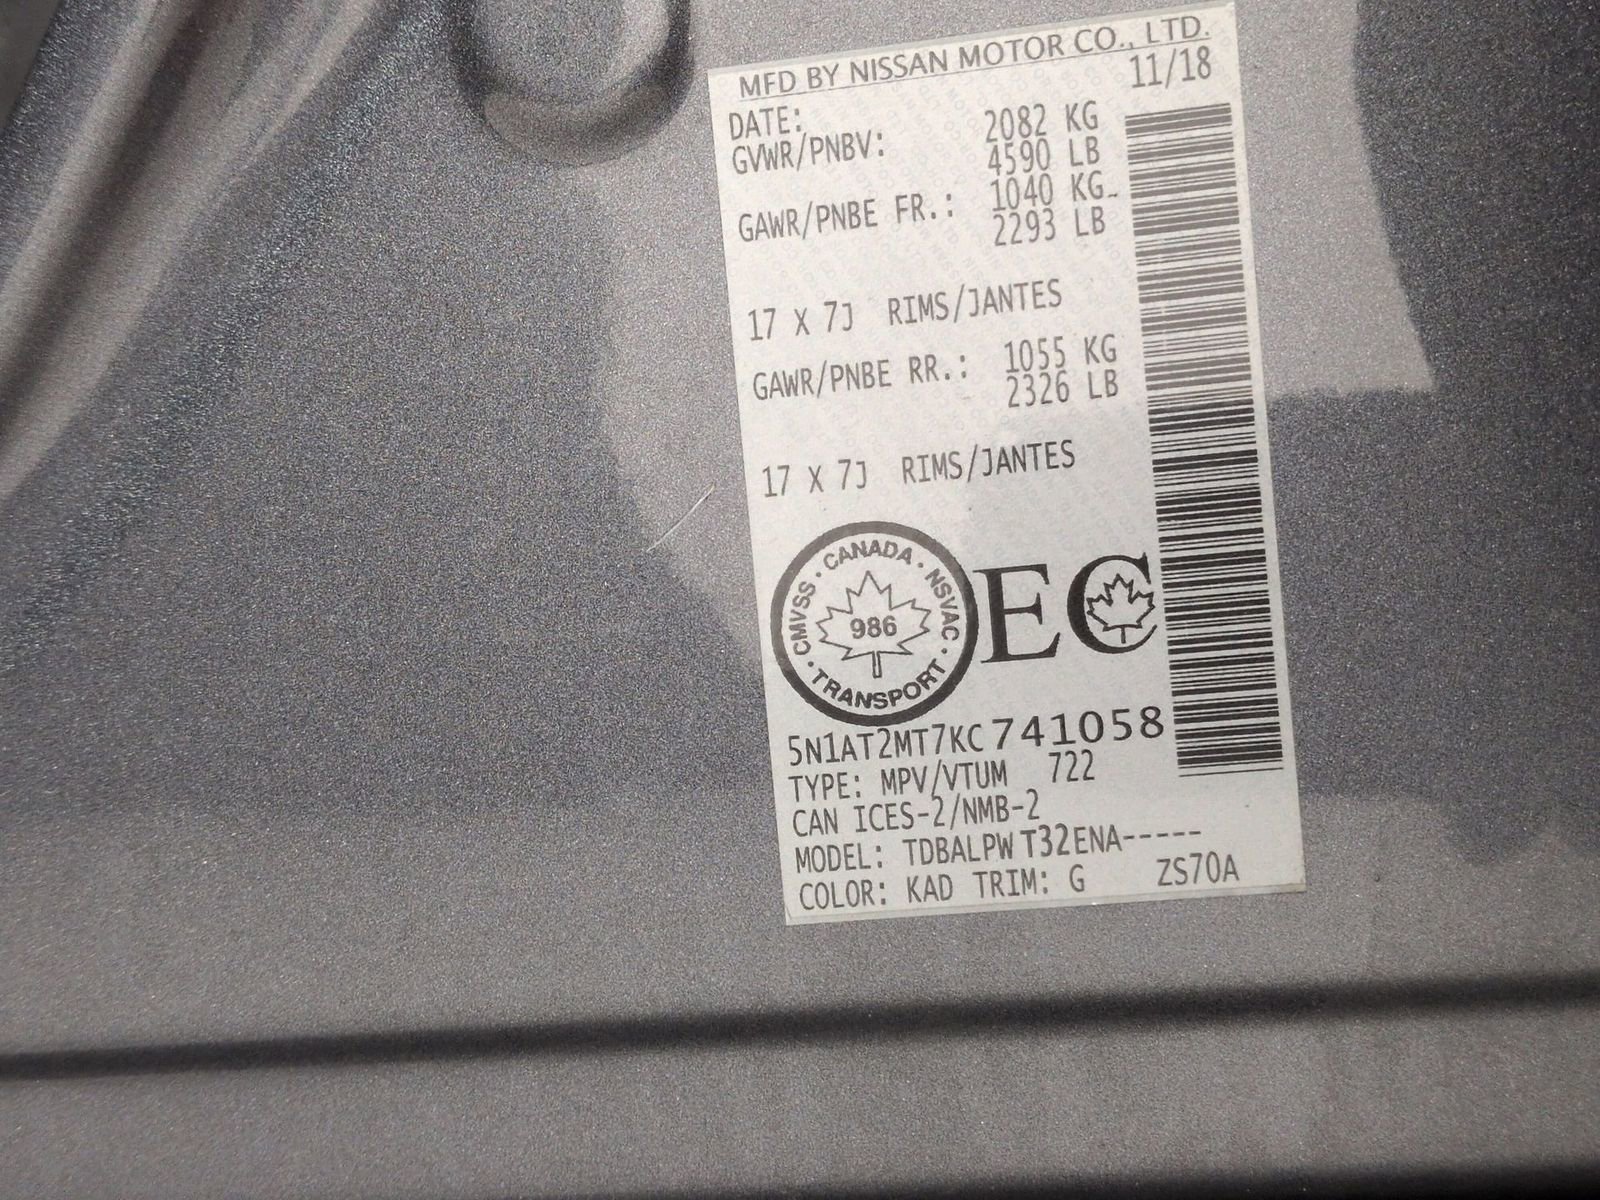 MFD BY NISSAN MOTOR CO., LTD.
DATE: 11/18
GVWR/PNBV: 2082 KG
4590 LB
GAWR/PNBE FR.: 1040 KG
2293 LB
17 X 7J RIMS/JANTES
GAWR/PNBE RR.: 1055 KG
2326 LB
17 X 7J RIMS/JANTES
CMVSS · CANADA · NSVAC · TRANSPORT ·
986
EC
5N1AT2MT7KC741058
TYPE: MPV/VTUM 722
CAN ICES-2/NMB-2
MODEL: TDBALPWT32ENA-----
COLOR: KAD TRIM: G ZS70A